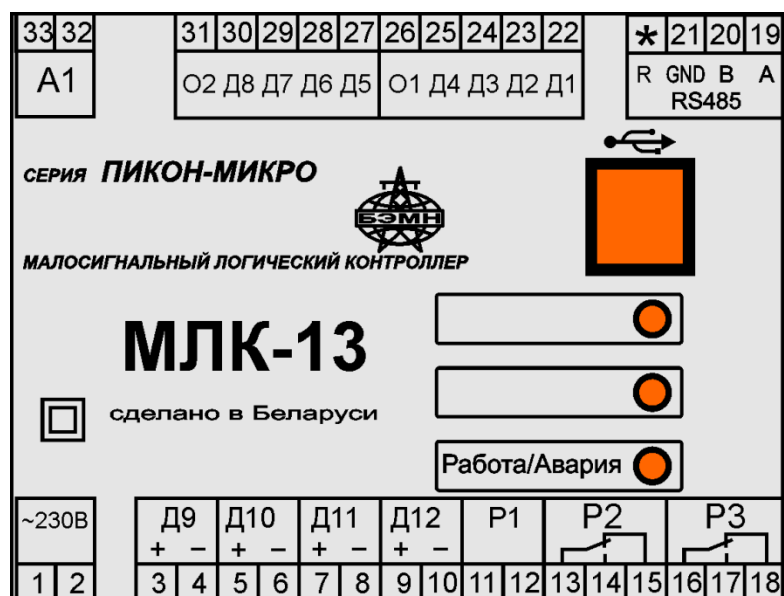 33 32 31 30 29 28 27 26 25 24 23 22 * 21 20 19
А1 О2 Д8 Д7 Д6 Д5 О1 Д4 Д3 Д2 Д1 R GND B A
RS485
СЕРИЯ ПИКОН-МИКРО
БЭМН
МАЛОСИГНАЛЬНЫЙ ЛОГИЧЕСКИЙ КОНТРОЛЛЕР
МЛК-13
сделано в Беларуси
Работа/Авария
~230В Д9 Д10 Д11 Д12 Р1 Р2 Р3
+ − + − + − + −
1 2 3 4 5 6 7 8 9 10 11 12 13 14 15 16 17 18